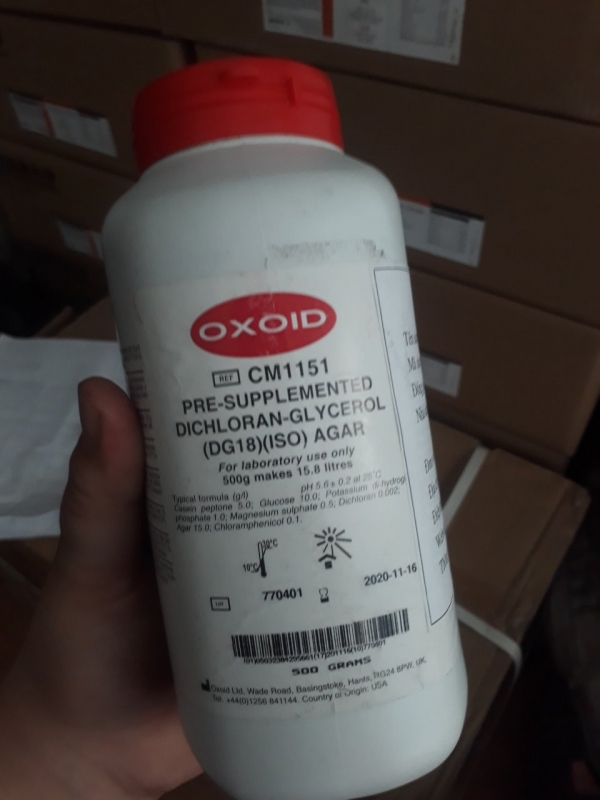 OXOID
REF CM1151
PRE-SUPPLEMENTED
DICHLORAN-GLYCEROL
(DG18)(ISO) AGAR
For laboratory use only
500g makes 15.8 litres
pH 5.6 ± 0.2 at 25°C
Typical formula (g/l)
Casein peptone 5.0; Glucose 10.0; Potassium di-hydrogen
phosphate 1.0; Magnesium sulphate 0.5; Dichloran 0.002;
Agar 15.0; Chloramphenicol 0.1.
30°C
10°C
LOT 770401 2020-11-16
500 GRAMS
Oxoid Ltd, Wade Road, Basingstoke, Hants, RG24 8PW, UK
Tel. +44(0)1256 841144. Country of Origin: USA